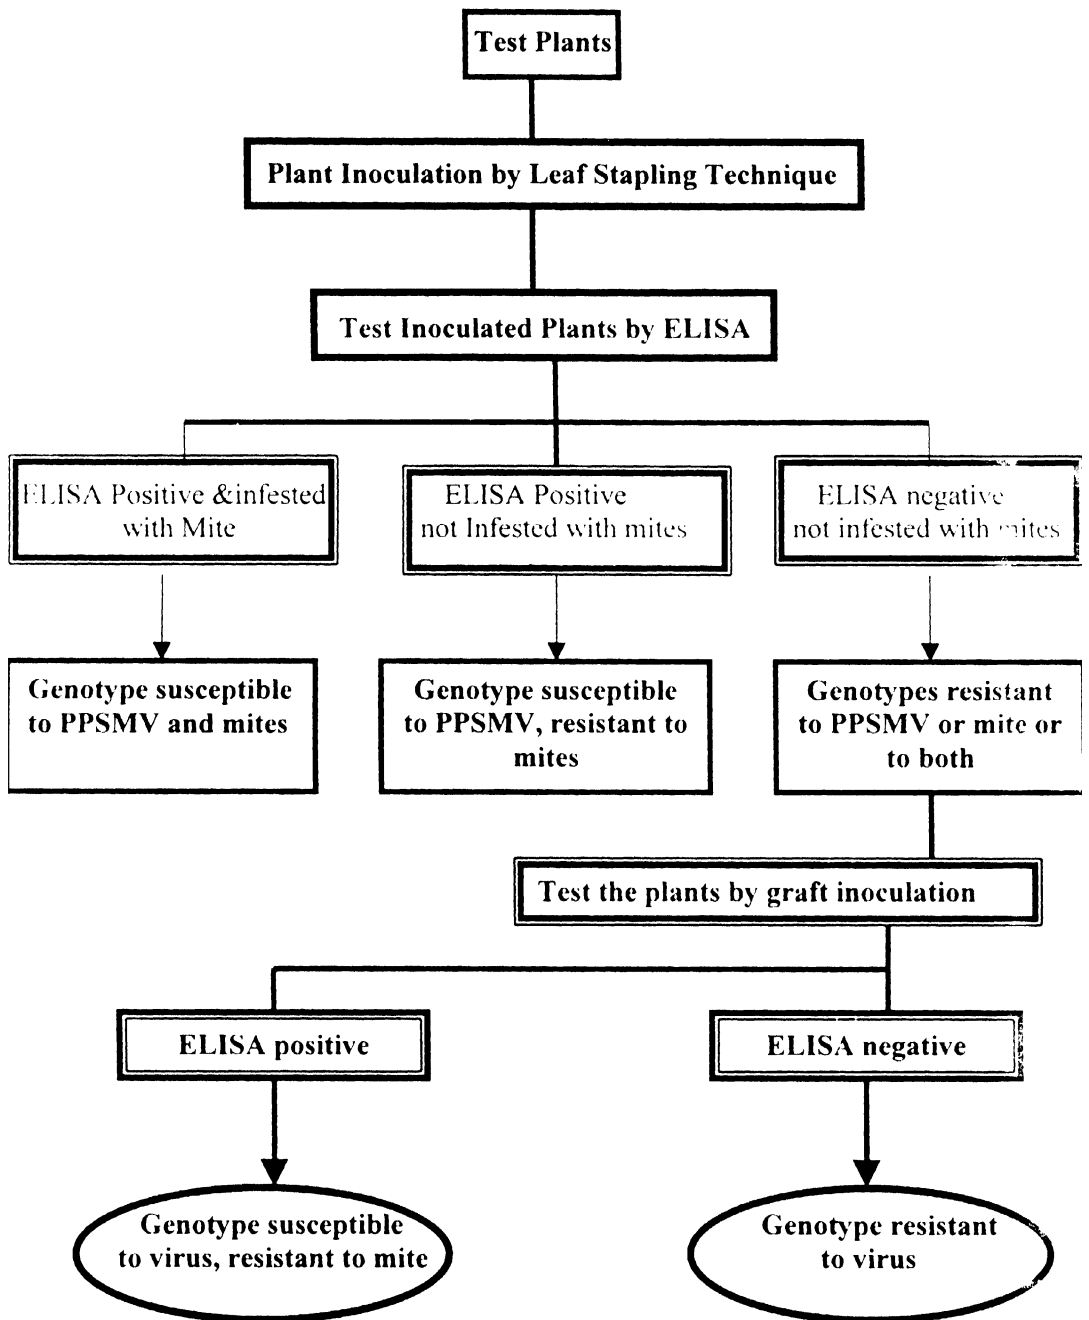 Test Plants
Plant Inoculation by Leaf Stapling Technique
Test Inoculated Plants by ELISA
ELISA Positive &infested
with Mite
ELISA Positive
not Infested with mites
ELISA negative
not infested with mites
Genotype susceptible
to PPSMV and mites
Genotype susceptible
to PPSMV, resistant to
mites
Genotypes resistant
to PPSMV or mite or
to both
Test the plants by graft inoculation
ELISA positive
ELISA negative
Genotype susceptible
to virus, resistant to mite
Genotype resistant
to virus